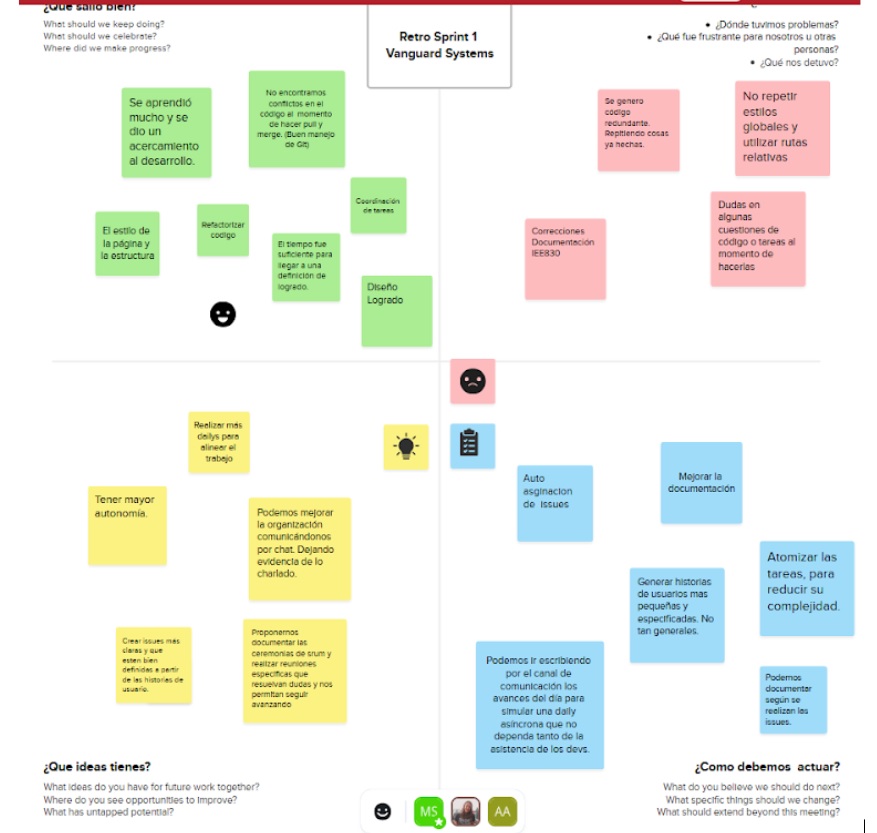 ¿Qué salió bien?
What should we keep doing?
What should we celebrate?
Where did we make progress?
Retro Sprint 1
Vanguard Systems
¿Dónde tuvimos problemas?
¿Qué fue frustrante para nosotros u otras
personas?
¿Qué nos detuvo?
Se aprendió
mucho y se
dio un
acercamiento
al desarrollo.
No encontramos
conflictos en el
código al momento
de hacer pull y
merge. (Buen manejo
de Git)
Coordinación
de tareas
El estilo de
la página y
la estructura
Refactorizar
codigo
El tiempo fue
suficiente para
llegar a una
definición de
logrado.
Diseño
Logrado
Se genero
código
redundante.
Repitiendo cosas
ya hechas.
No repetir
estilos
globales y
utilizar rutas
relativas
Correcciones
Documentación
IEE830
Dudas en
algunas
cuestiones de
código o tareas al
momento de
hacerlas
Realizar más
dailys para
alinear el
trabajo
Tener mayor
autonomía.
Podemos mejorar
la organización
comunicándonos
por chat. Dejando
evidencia de lo
charlado.
Crear issues más
claras y que
esten bien
definidas a partir
de las historias de
usuario.
Proponemos
documentar las
ceremonias de srum y
realizar reuniones
específicas que
resuelvan dudas y nos
permitan seguir
avanzando
Auto
asginacion
de issues
Mejorar la
documentación
Generar historias
de usuarios mas
pequeñas y
especificadas. No
tan generales.
Atomizar las
tareas, para
reducir su
complejidad.
Podemos ir escribiendo
por el canal de
comunicación los
avances del día para
simular una daily
asíncrona que no
dependa tanto de la
asistencia de los devs.
Podemos
documentar
según se
realizan las
issues.
¿Que ideas tienes?
What ideas do you have for future work together?
Where do you see opportunities to improve?
What has untapped potential?
¿Como debemos actuar?
What do you believe we should do next?
What specific things should we change?
What should extend beyond this meeting?
MS
AA